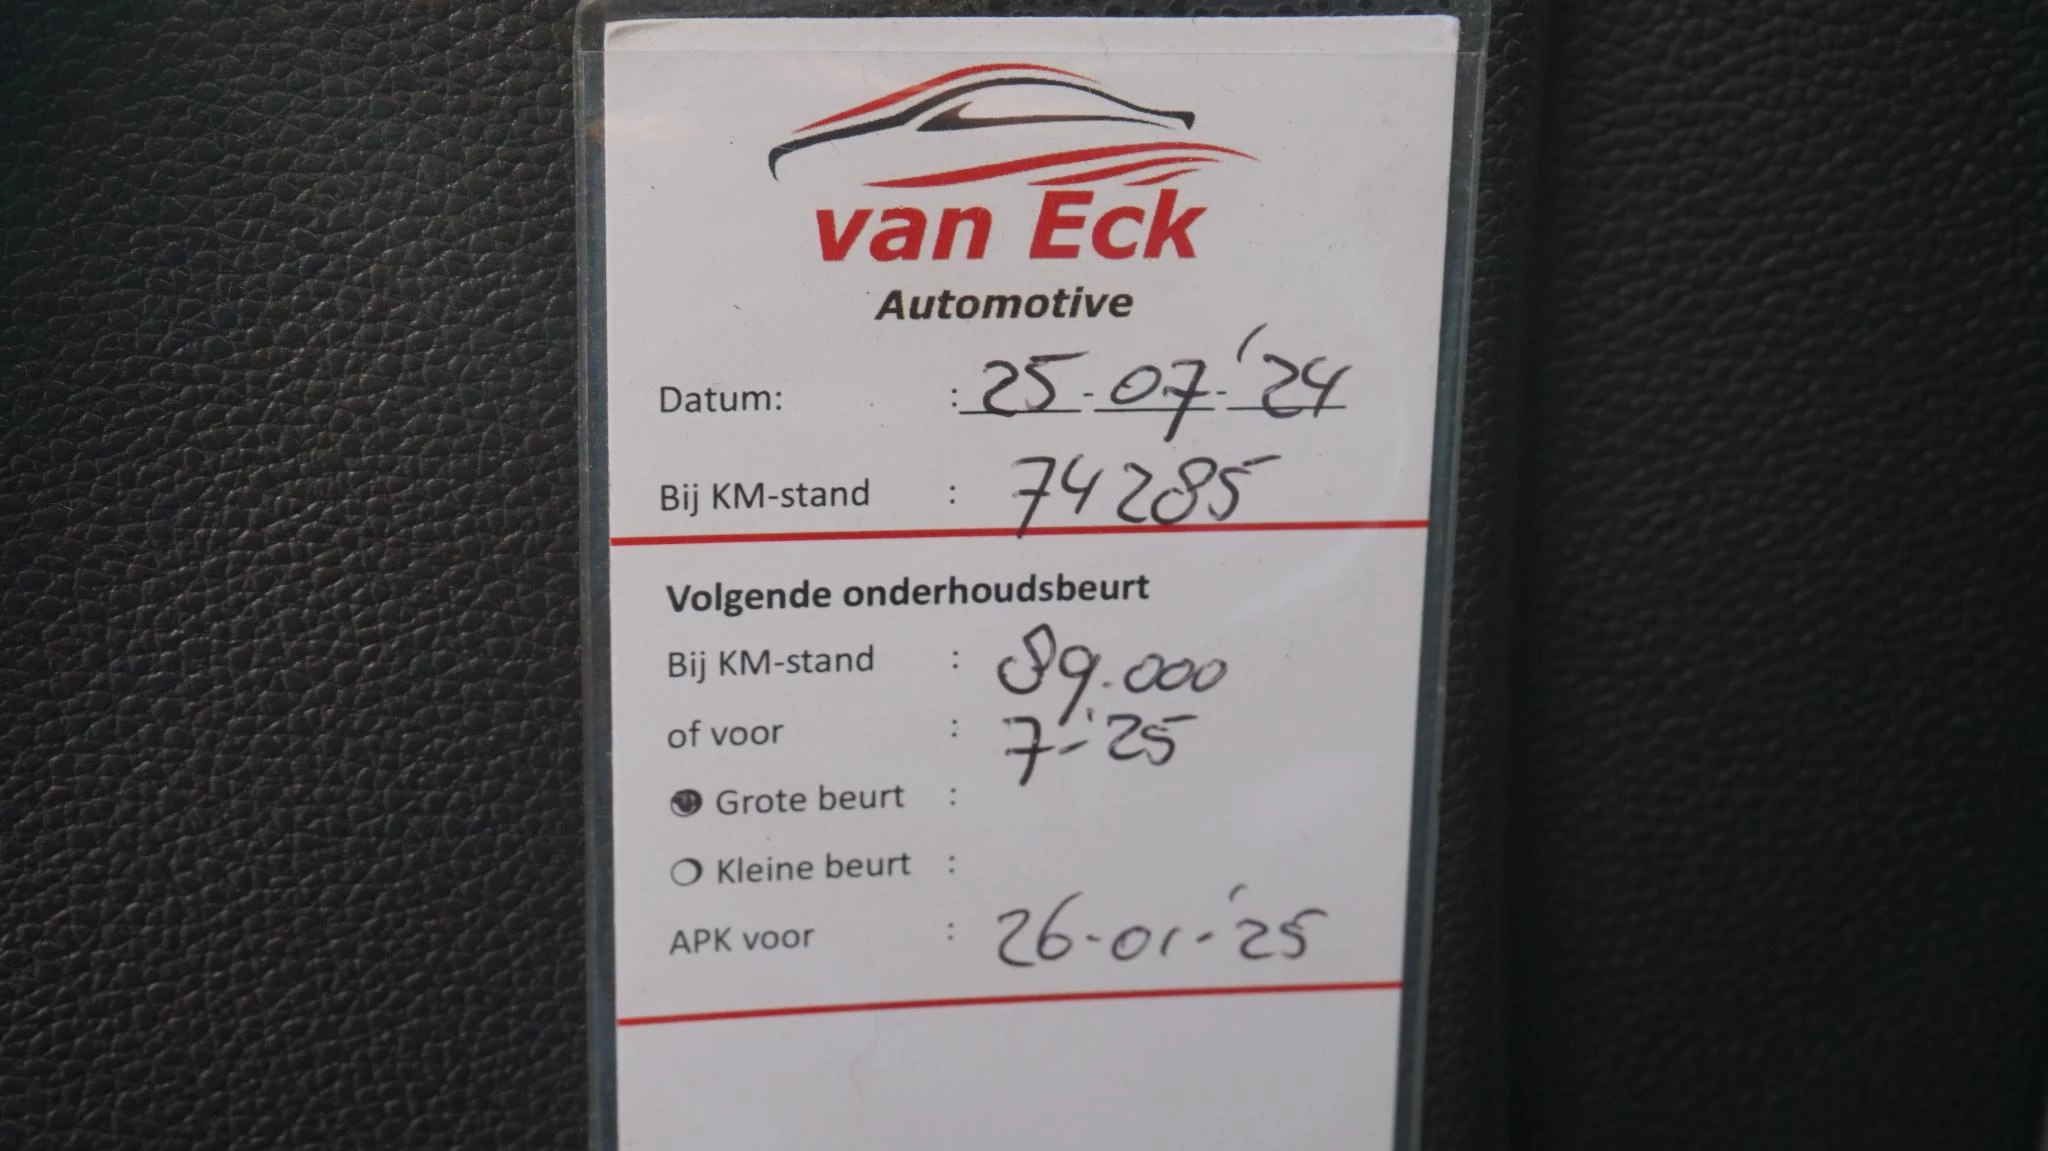 van Eck
Automotive
Datum: : 25-07-'24
Bij KM-stand : 74285
Volgende onderhoudsbeurt
Bij KM-stand : 89.000
of voor : 7-'25
Grote beurt :
Kleine beurt :
APK voor : 26-01-'25